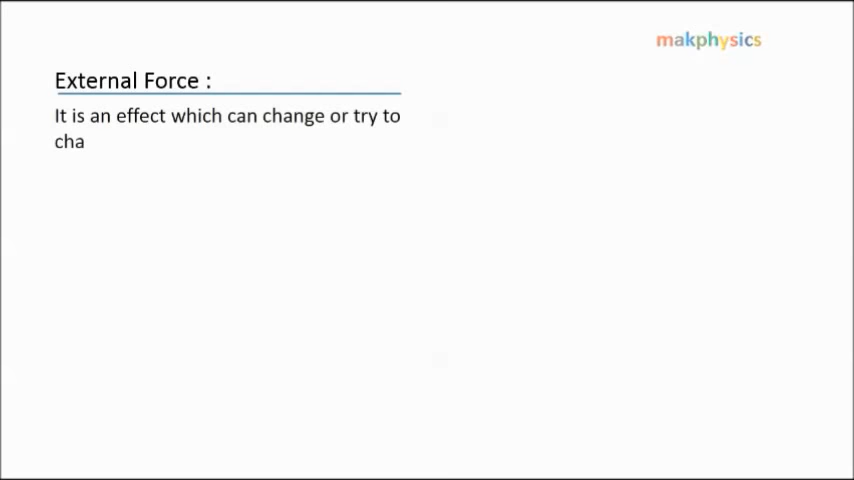 makphysics
External Force :
It is an effect which can change or try to
cha